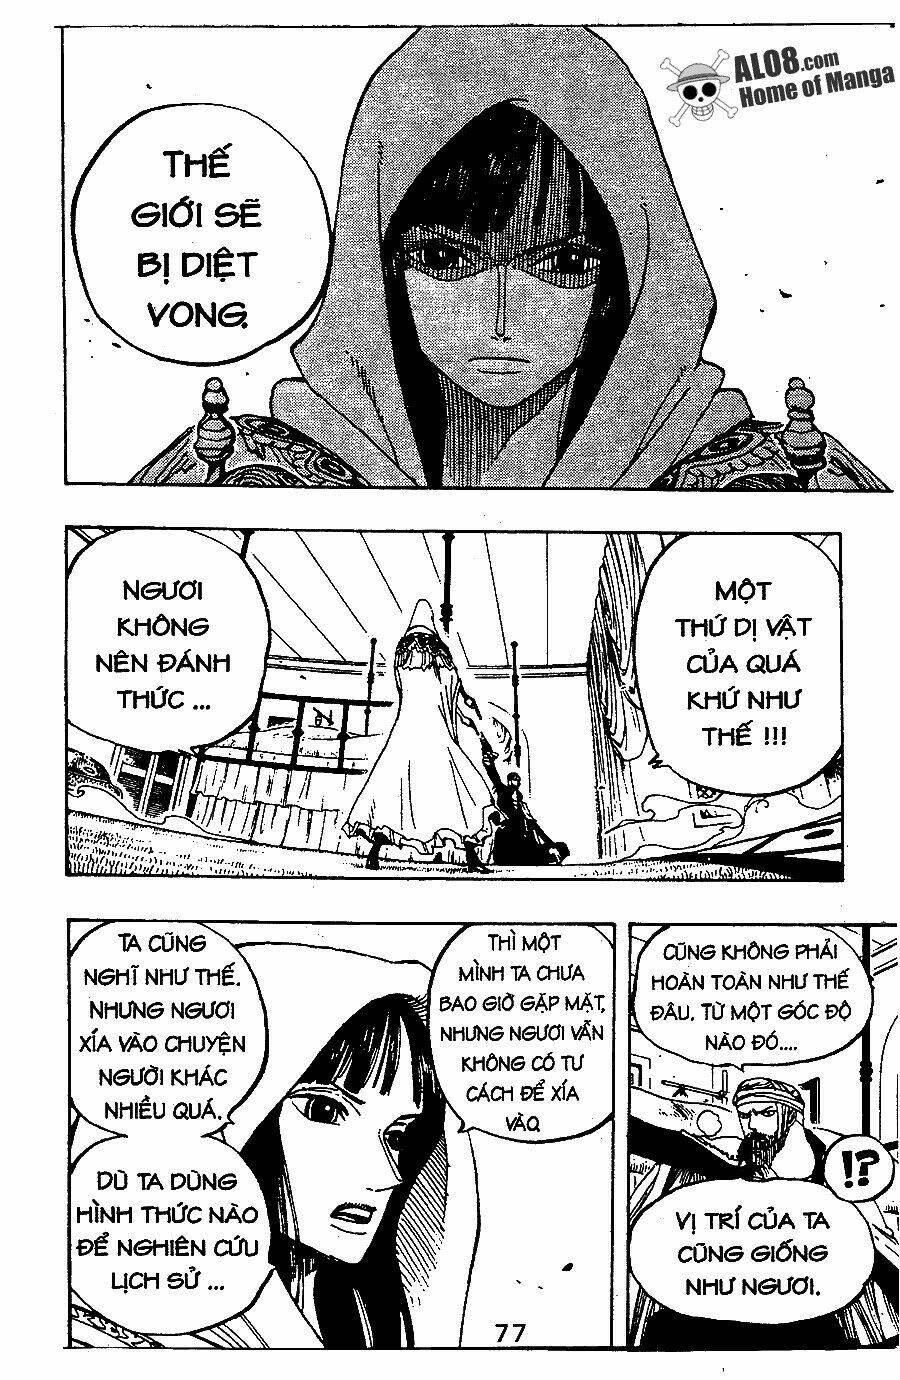 AL08.com
Home of Manga
THẾ
GIỚI SẼ
BỊ DIỆT
VONG.
NGƯƠI
KHÔNG
NÊN ĐÁNH
THỨC ...
MỘT
THỨ DỊ VẬT
CỦA QUÁ
KHỨ NHƯ
THẾ !!!
TA CŨNG
NGHĨ NHƯ THẾ.
NHƯNG NGƯƠI
XÍA VÀO CHUYỆN
NGƯỜI KHÁC
NHIỀU QUÁ.
DÙ TA DÙNG
HÌNH THỨC NÀO
ĐỂ NGHIÊN CỨU
LỊCH SỬ ...
THÌ MỘT
MÌNH TA CHƯA
BAO GIỜ GẶP MẶT,
NHƯNG NGƯƠI VẪN
KHÔNG CÓ TƯ
CÁCH ĐỂ XÍA
VÀO.
CŨNG KHÔNG PHẢI
HOÀN TOÀN NHƯ THẾ
ĐÂU. TỪ MỘT GÓC ĐỘ
NÀO ĐÓ....
!?
VỊ TRÍ CỦA TA
CŨNG GIỐNG
NHƯ NGƯƠI.
77